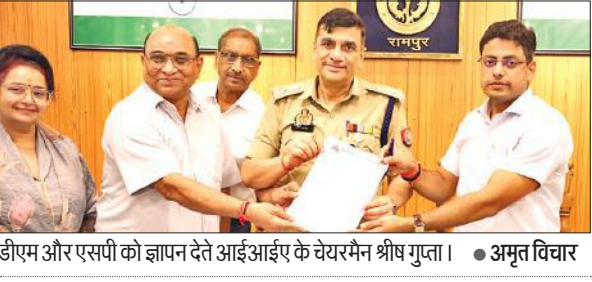 रामपुर
डीएम और एसपी को ज्ञापन देते आईआईए के चेयरमैन श्रीष गुप्ता। ● अमृत विचार